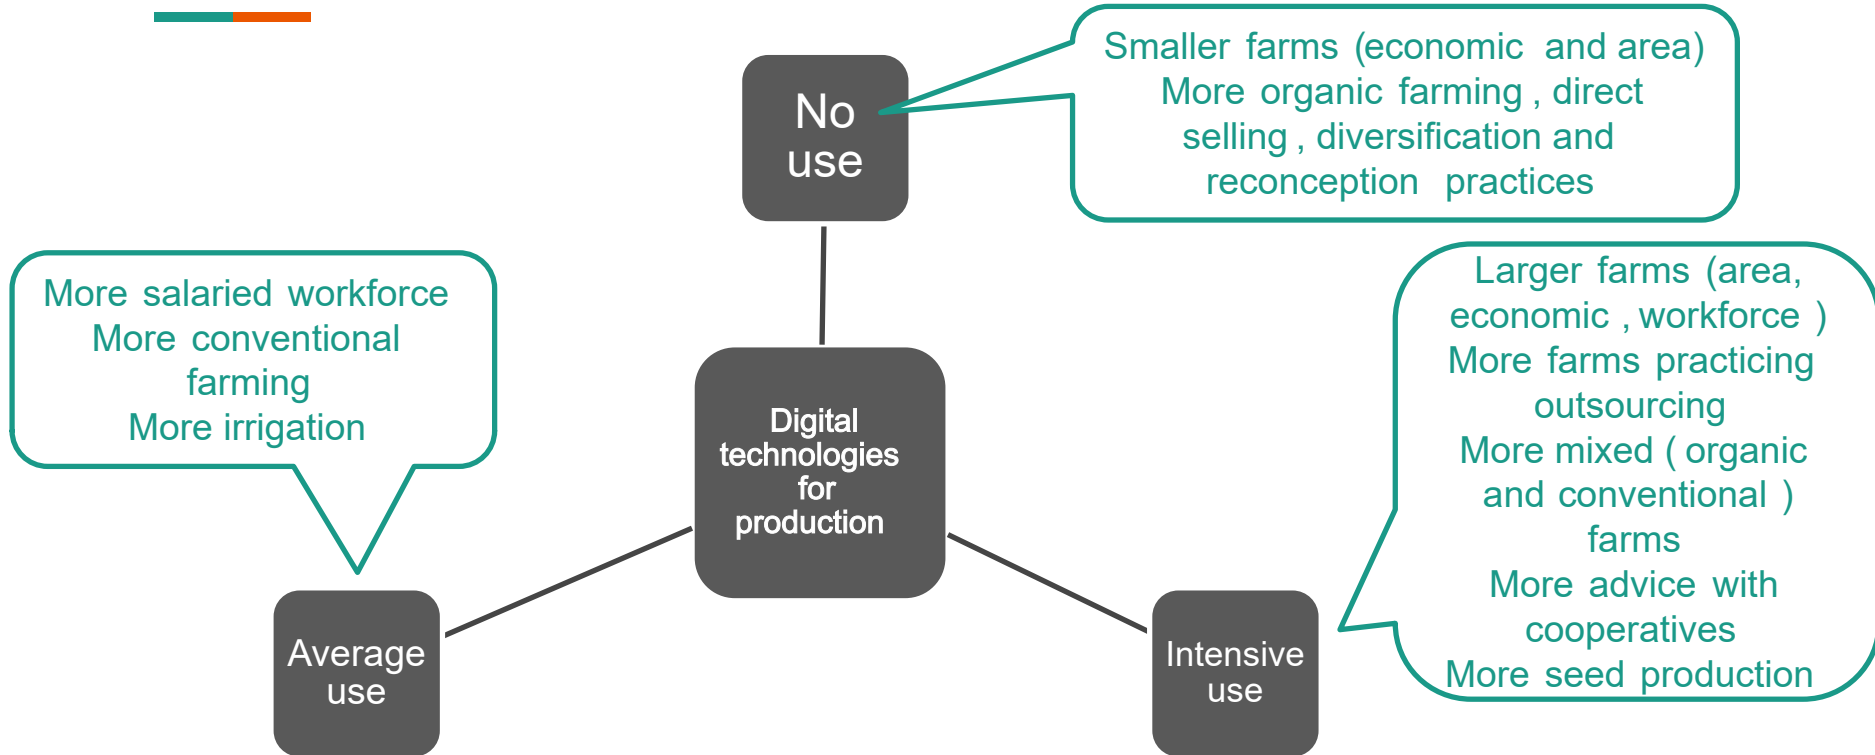 No
use
Smaller farms (economic and area)
More organic farming , direct
selling , diversification and
reconception practices
More salaried workforce
More conventional
farming
More irrigation
Digital
technologies
for
production
Larger farms (area,
economic , workforce )
More farms practicing
outsourcing
More mixed ( organic
and conventional )
farms
More advice with
cooperatives
More seed production
Average
use
Intensive
use